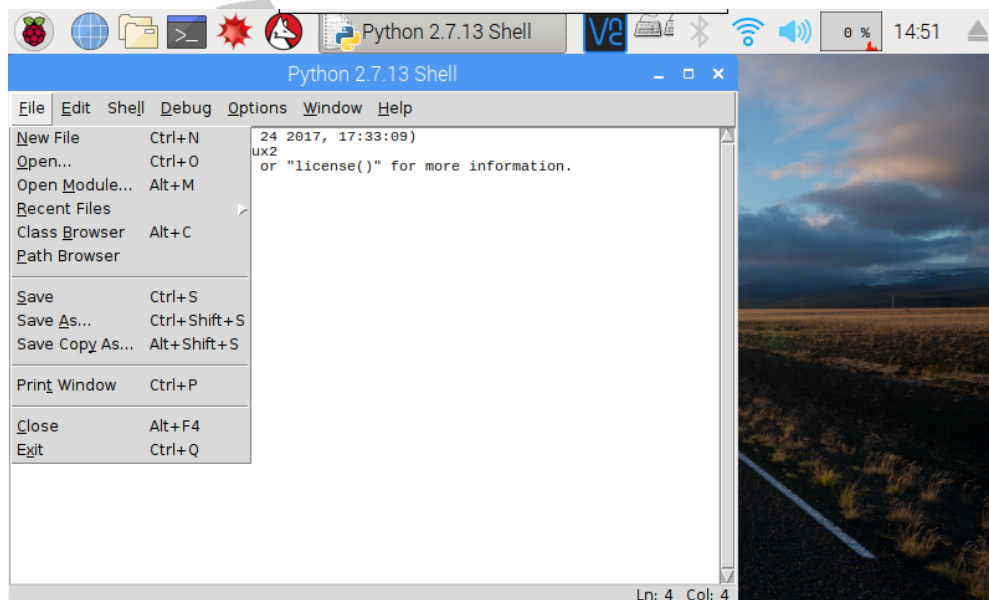 Python 2.7.13 Shell
V2
0 %
14:51
Python 2.7.13 Shell
File Edit Shell Debug Options Window Help
New File Ctrl+N
Open... Ctrl+O
Open Module... Alt+M
Recent Files
Class Browser Alt+C
Path Browser
Save Ctrl+S
Save As... Ctrl+Shift+S
Save Copy As... Alt+Shift+S
Print Window Ctrl+P
Close Alt+F4
Exit Ctrl+Q
24 2017, 17:33:09)
ux2
or "license()" for more information.
Ln: 4 Col: 4